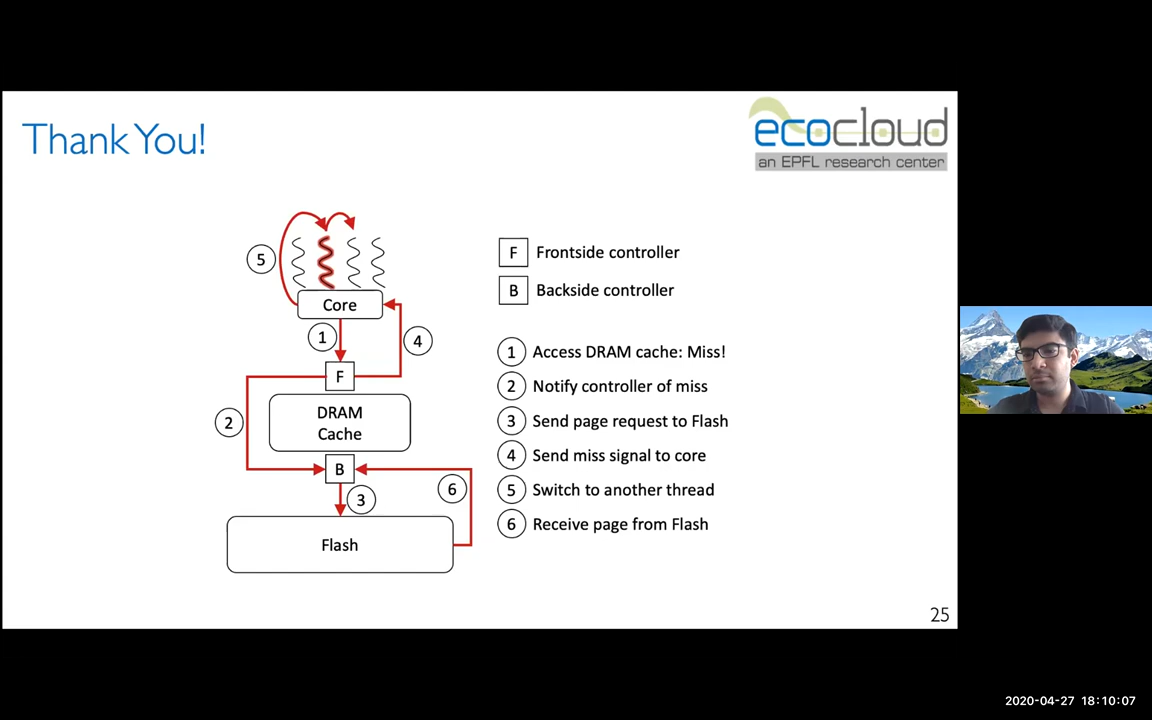 Thank You!
ecocloud
an EPFL research center
5
Core
1
4
F
2
DRAM
Cache
B
3
6
Flash
F Frontside controller
B Backside controller
1 Access DRAM cache: Miss!
2 Notify controller of miss
3 Send page request to Flash
4 Send miss signal to core
5 Switch to another thread
6 Receive page from Flash
25
2020-04-27 18:10:07